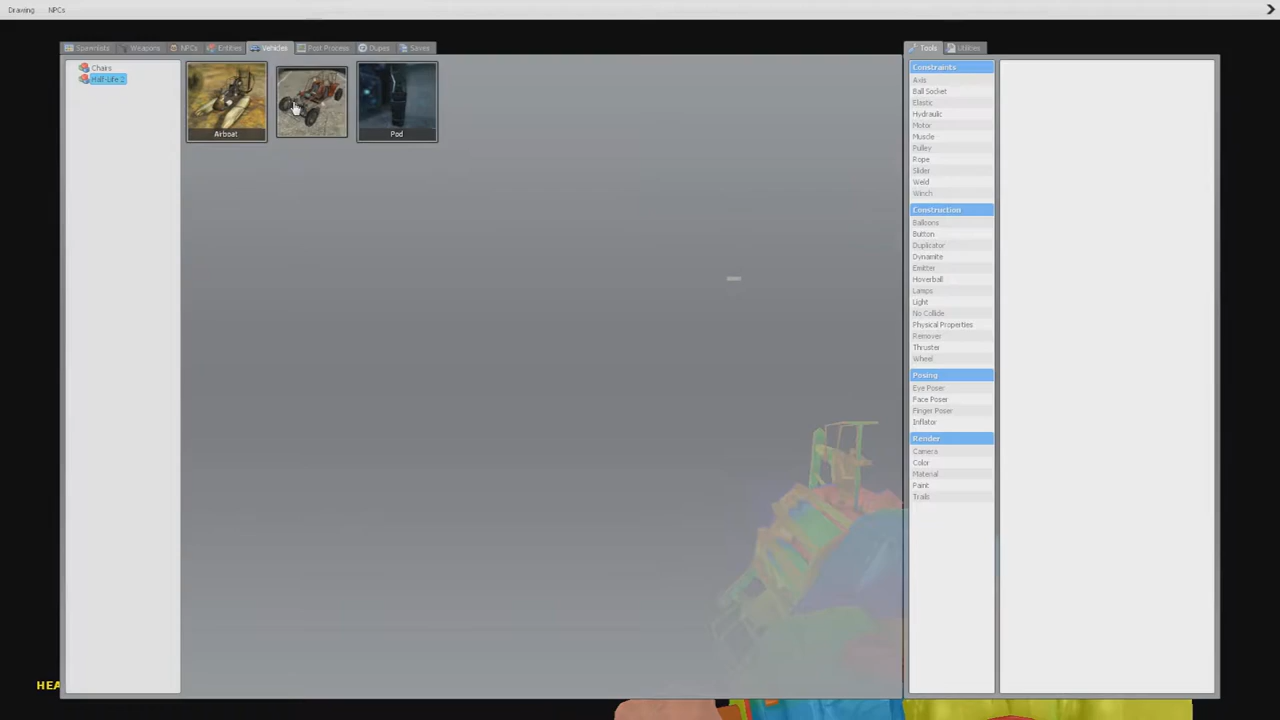 Drawing NPCs
Spawnlists Weapons NPCs Entities Vehicles Post Process Dupes Saves
Tools Utilities
Chairs
Half-Life 2
Airboat
Pod
Constraints
Axis
Ball Socket
Elastic
Hydraulic
Motor
Muscle
Pulley
Rope
Slider
Weld
Winch
Construction
Balloons
Button
Duplicator
Dynamite
Emitter
Hoverball
Lamps
Light
No Collide
Physical Properties
Remover
Thruster
Wheel
Posing
Eye Poser
Face Poser
Finger Poser
Inflator
Render
Camera
Color
Material
Paint
Trails
HEA